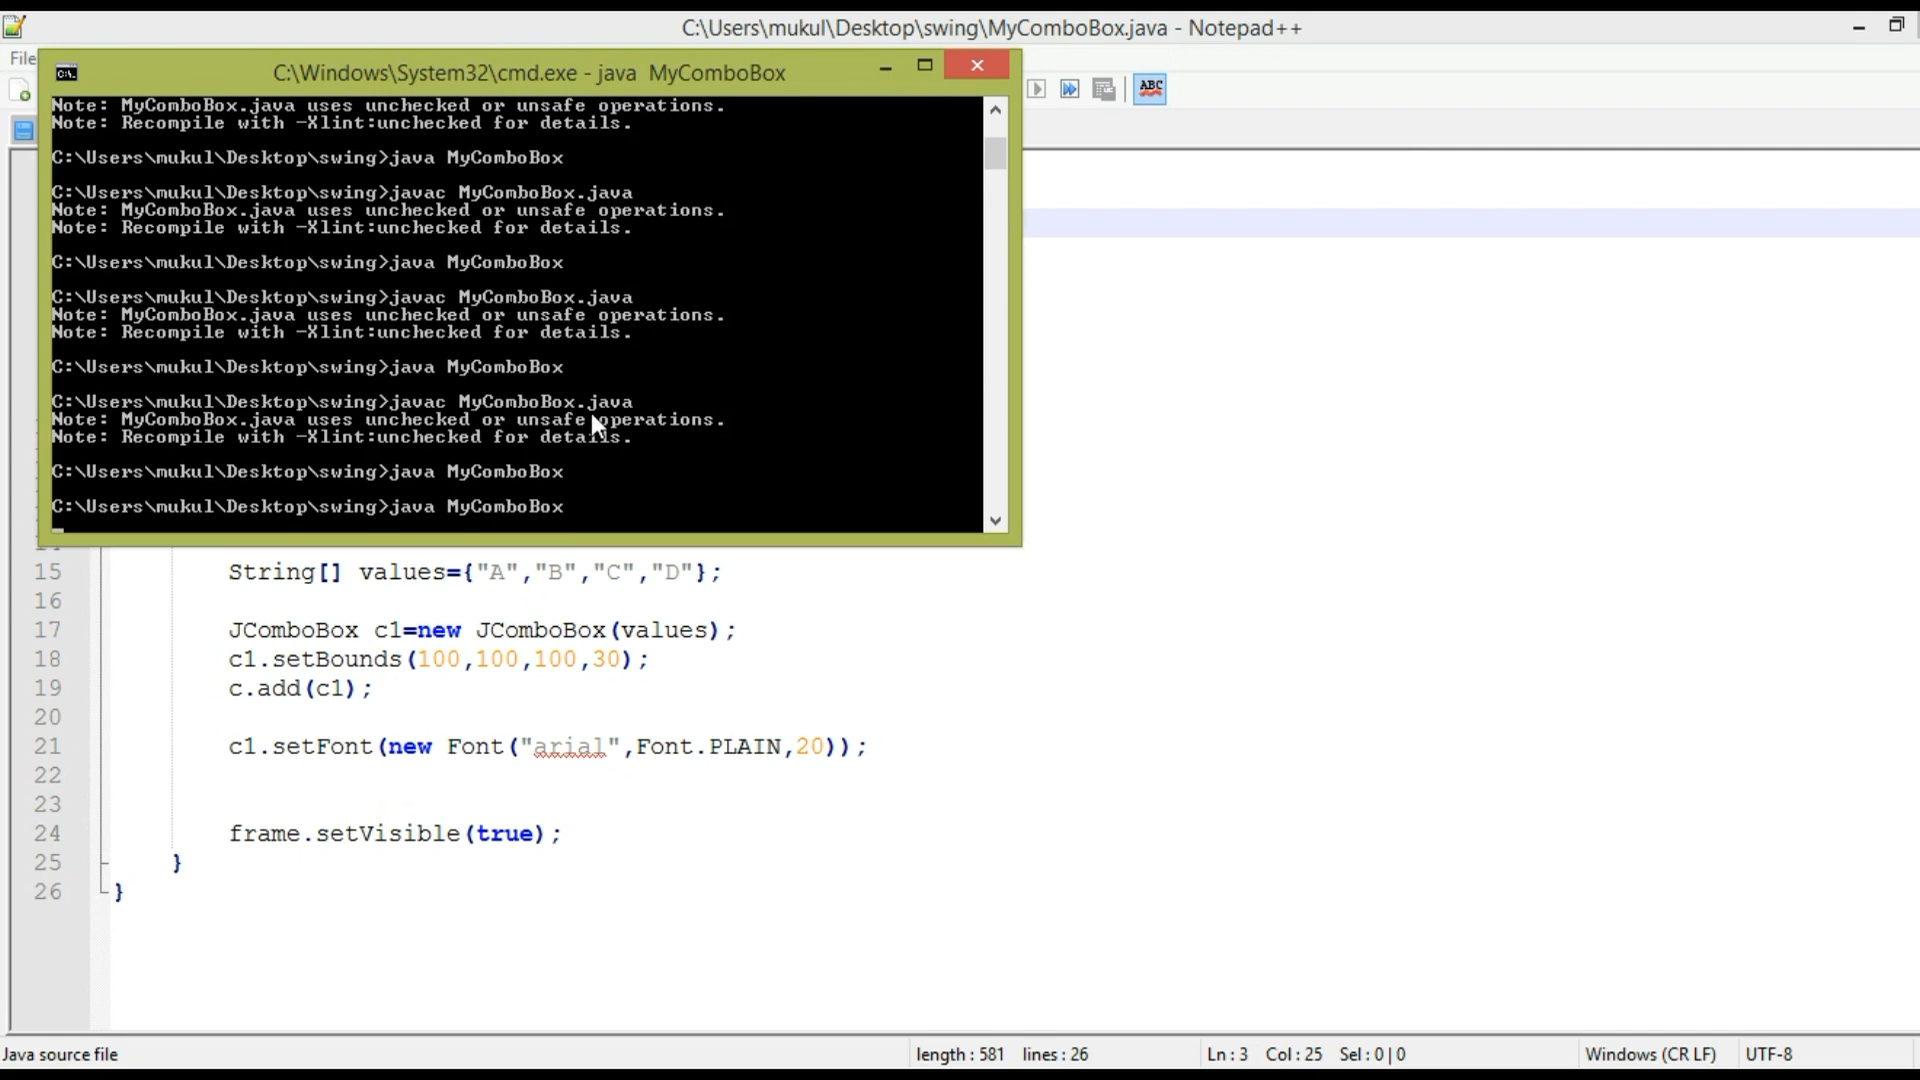 C:\Users\mukul\Desktop\swing\MyComboBox.java - Notepad++
File
C:\Windows\System32\cmd.exe - java  MyComboBox
ABC
Note: MyComboBox.java uses unchecked or unsafe operations.
Note: Recompile with -Xlint:unchecked for details.
C:\Users\mukul\Desktop\swing>java MyComboBox
C:\Users\mukul\Desktop\swing>javac MyComboBox.java
Note: MyComboBox.java uses unchecked or unsafe operations.
Note: Recompile with -Xlint:unchecked for details.
C:\Users\mukul\Desktop\swing>java MyComboBox
C:\Users\mukul\Desktop\swing>javac MyComboBox.java
Note: MyComboBox.java uses unchecked or unsafe operations.
Note: Recompile with -Xlint:unchecked for details.
C:\Users\mukul\Desktop\swing>java MyComboBox
C:\Users\mukul\Desktop\swing>javac MyComboBox.java
Note: MyComboBox.java uses unchecked or unsafe operations.
Note: Recompile with -Xlint:unchecked for details.
C:\Users\mukul\Desktop\swing>java MyComboBox
C:\Users\mukul\Desktop\swing>java MyComboBox
15 String[] values={"A","B","C","D"};
16
17 JComboBox c1=new JComboBox(values);
18 c1.setBounds(100,100,100,30);
19 c.add(c1);
20
21 c1.setFont(new Font("arial",Font.PLAIN,20));
22
23
24 frame.setVisible(true);
25 }
26 }
Java source file length : 581 lines : 26 Ln : 3 Col : 25 Sel : 0 | 0 Windows (CR LF) UTF-8